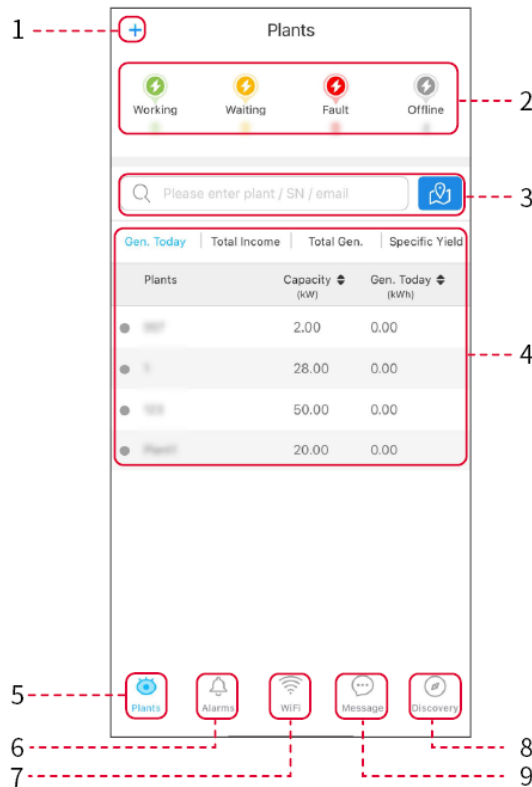 1
+ Plants
Working Waiting Fault Offline
2
Please enter plant / SN / email
3
Gen. Today Total Income Total Gen. Specific Yield
Plants Capacity Gen. Today
(kW) (kWh)
2.00 0.00
4
28.00 0.00
50.00 0.00
20.00 0.00
5
Plants Alarms WiFi Message Discovery
6 8
7 9